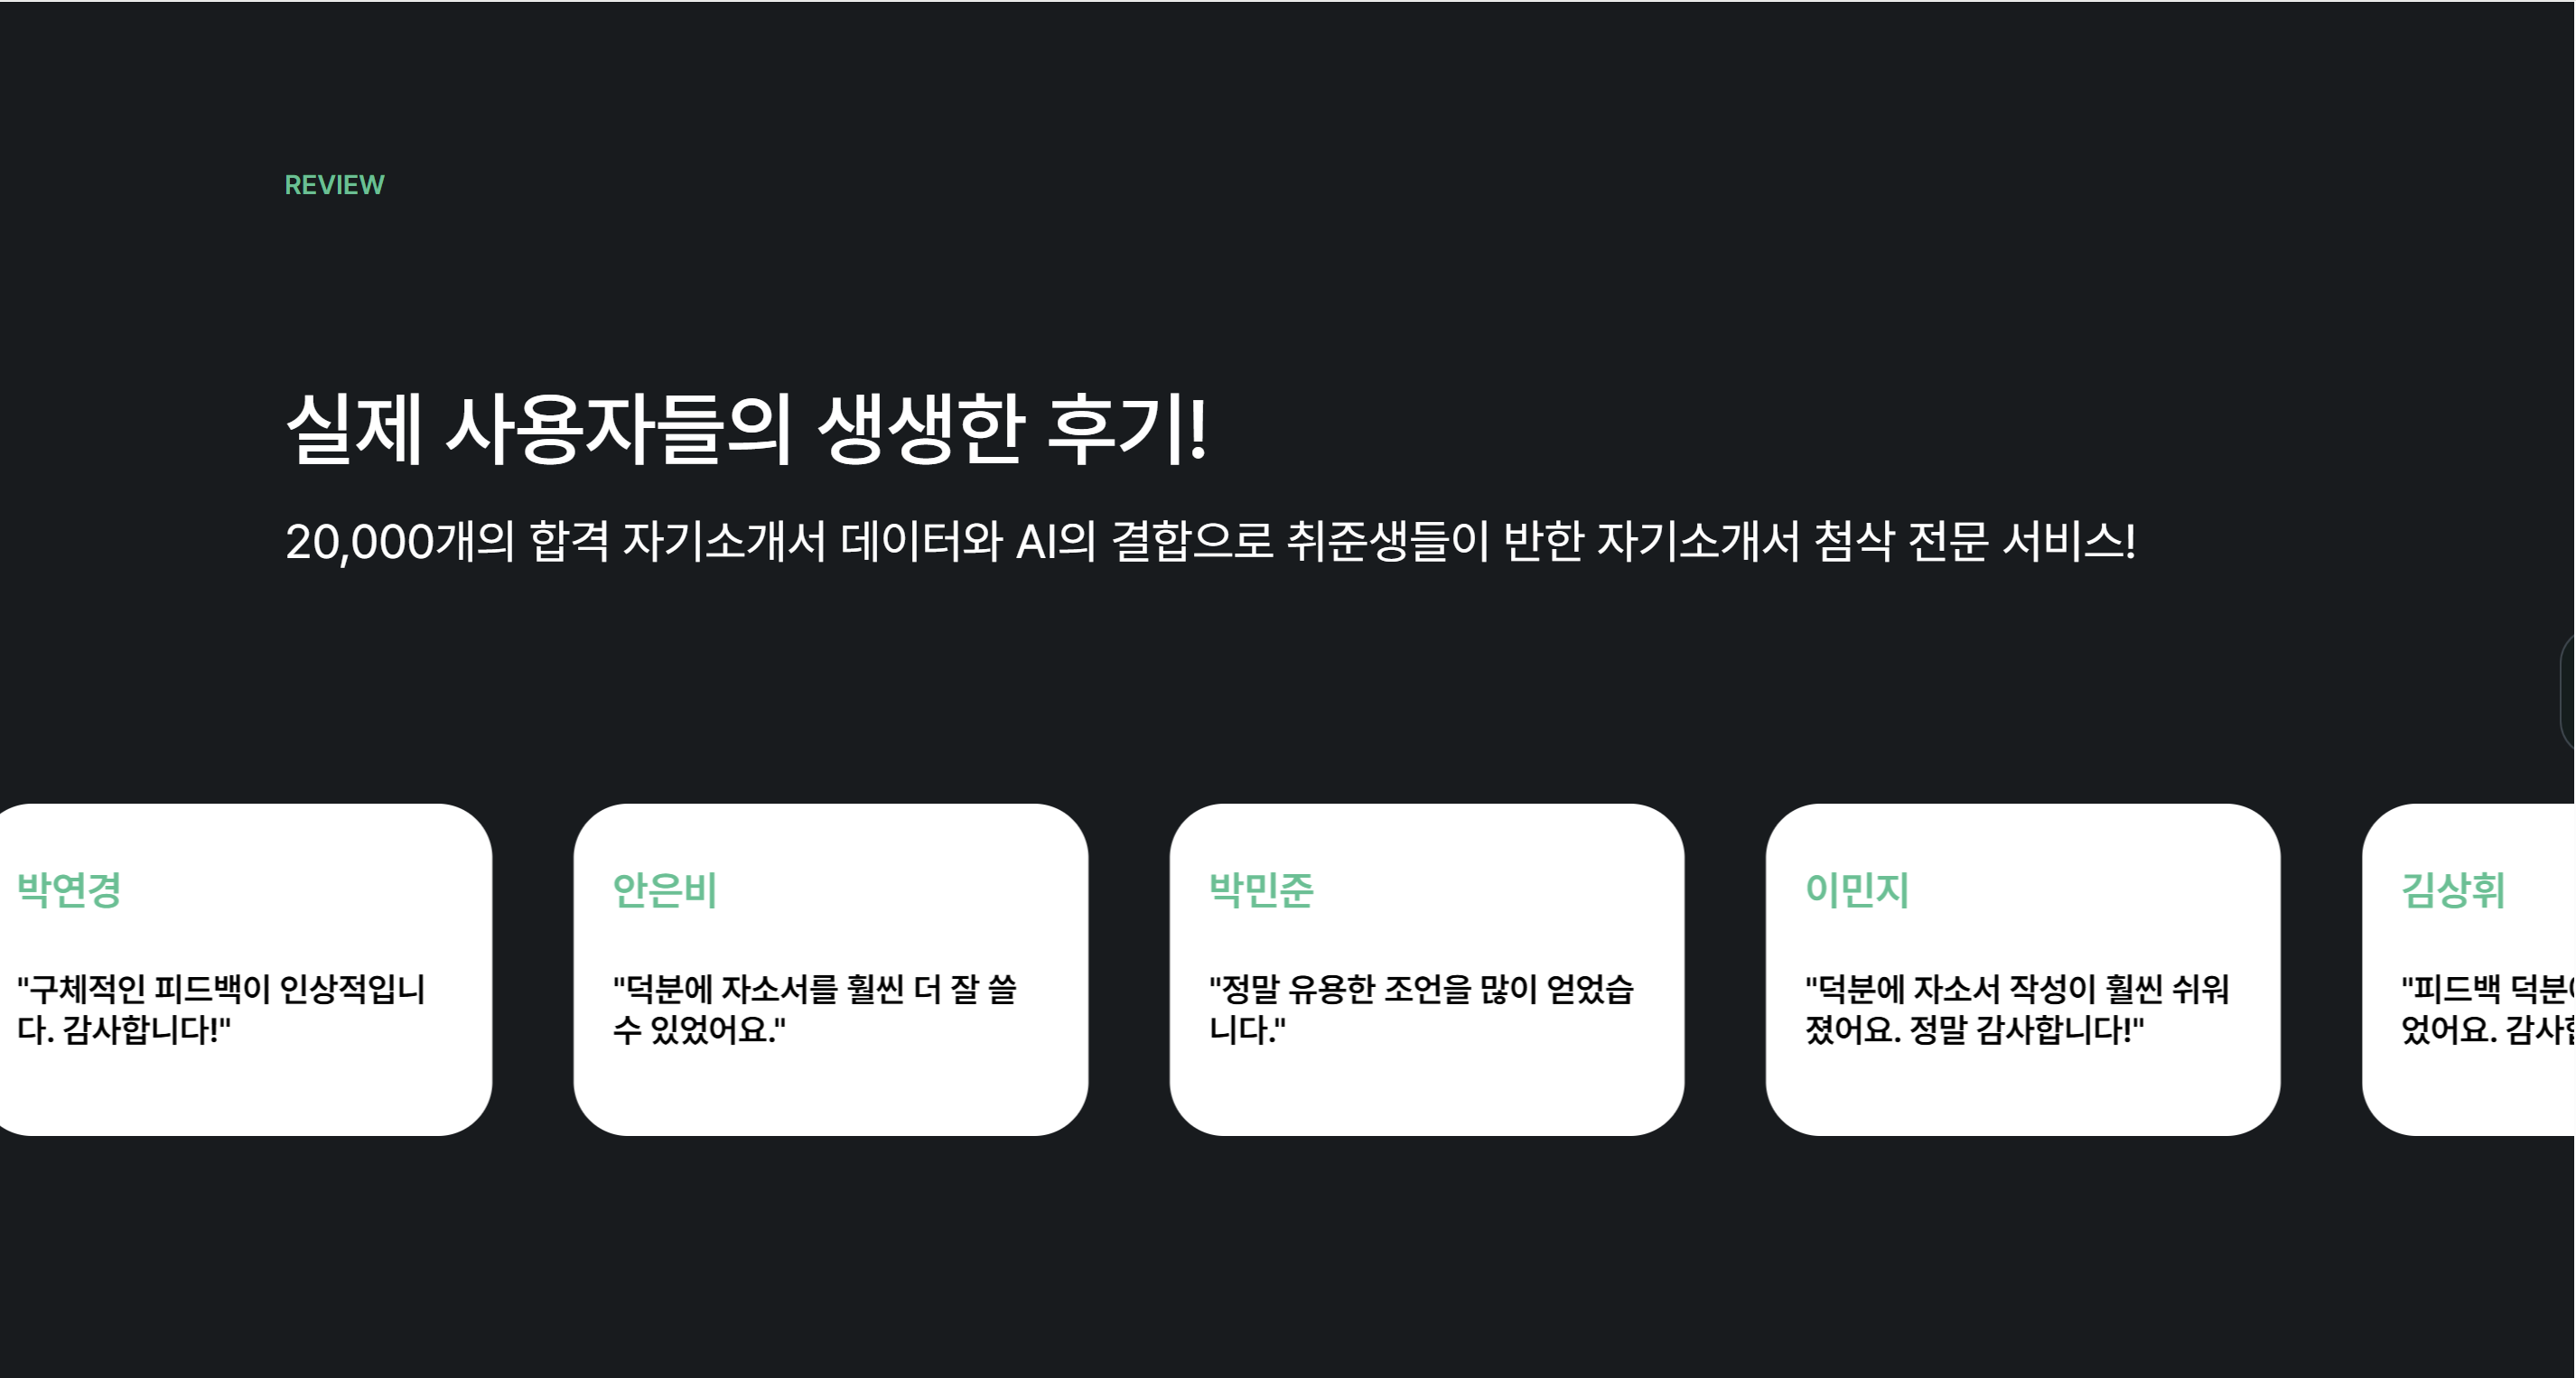 REVIEW
실제 사용자들의 생생한 후기!
20,000개의 합격 자기소개서 데이터와 AI의 결합으로 취준생들이 반한 자기소개서 첨삭 전문 서비스!
박연경
"구체적인 피드백이 인상적입니
다. 감사합니다!"
안은비
"덕분에 자소서를 훨씬 더 잘 쓸
수 있었어요."
박민준
"정말 유용한 조언을 많이 얻었습
니다."
이민지
"덕분에 자소서 작성이 훨씬 쉬워
졌어요. 정말 감사합니다!"
김상휘
"피드백
었어요.